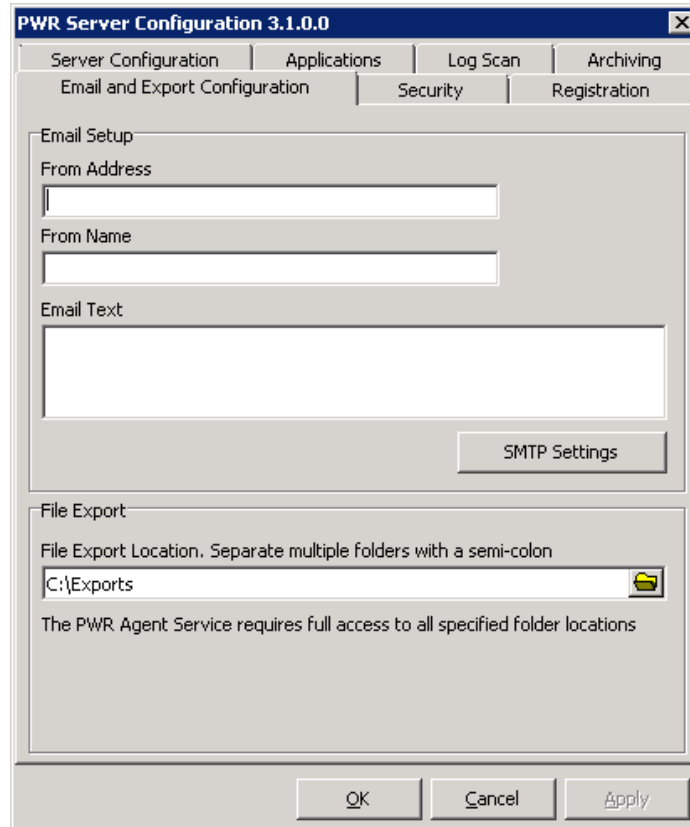 PWR Server Configuration 3.1.0.0
Server Configuration Applications Log Scan Archiving
Email and Export Configuration Security Registration
Email Setup
From Address
From Name
Email Text
SMTP Settings
File Export
File Export Location. Separate multiple folders with a semi-colon
C:\Exports
The PWR Agent Service requires full access to all specified folder locations
OK Cancel Apply